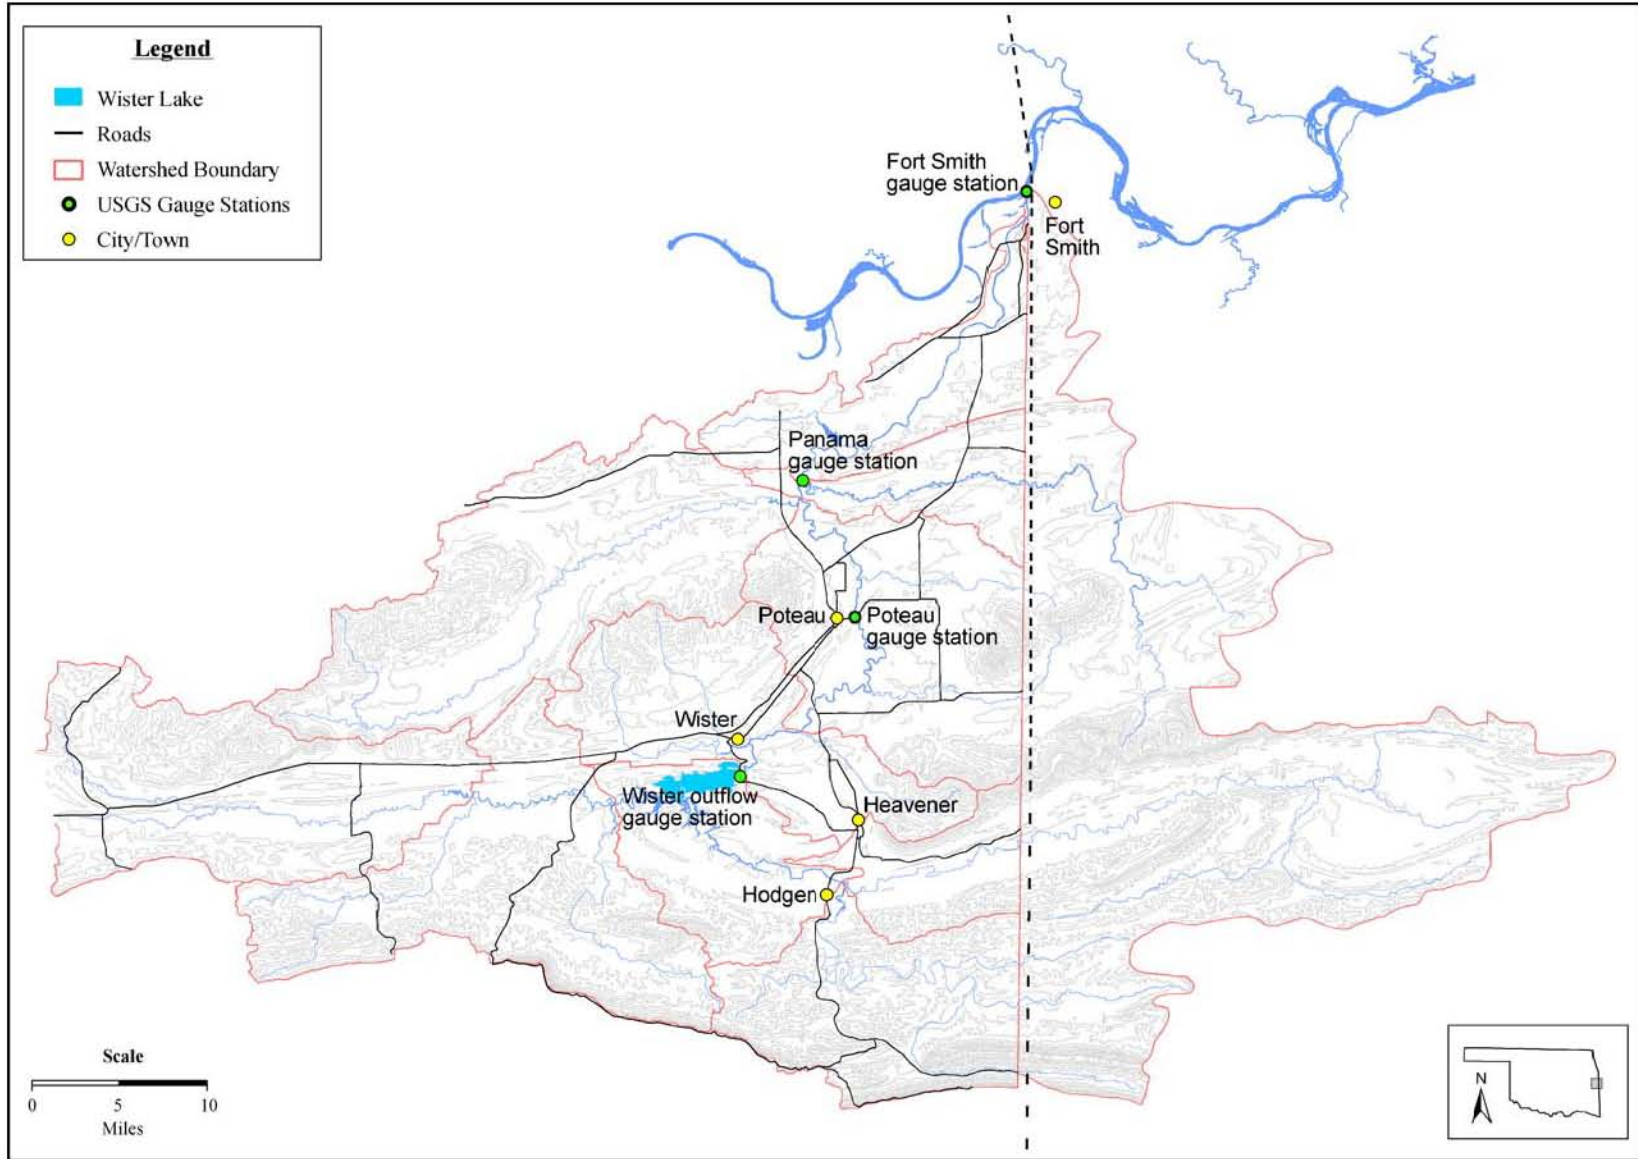 Legend
Wister Lake
Roads
Watershed Boundary
USGS Gauge Stations
City/Town
Fort Smith
gauge station
Fort
Smith
Panama
gauge station
Poteau
Poteau
gauge station
Wister
Wister outflow
gauge station
Heavener
Hodgen
Scale
0 5 10
Miles
N